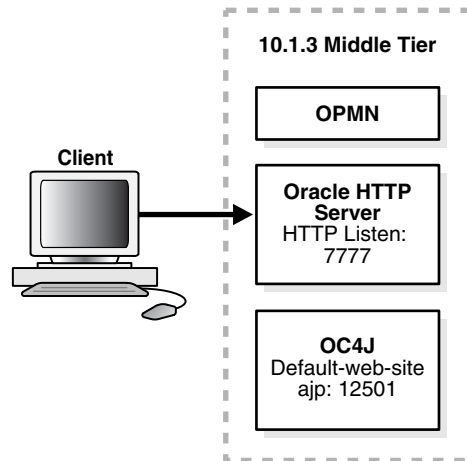 10.1.3 Middle Tier
OPMN
Client
Oracle HTTP
Server
HTTP Listen:
7777
OC4J
Default-web-site
ajp: 12501